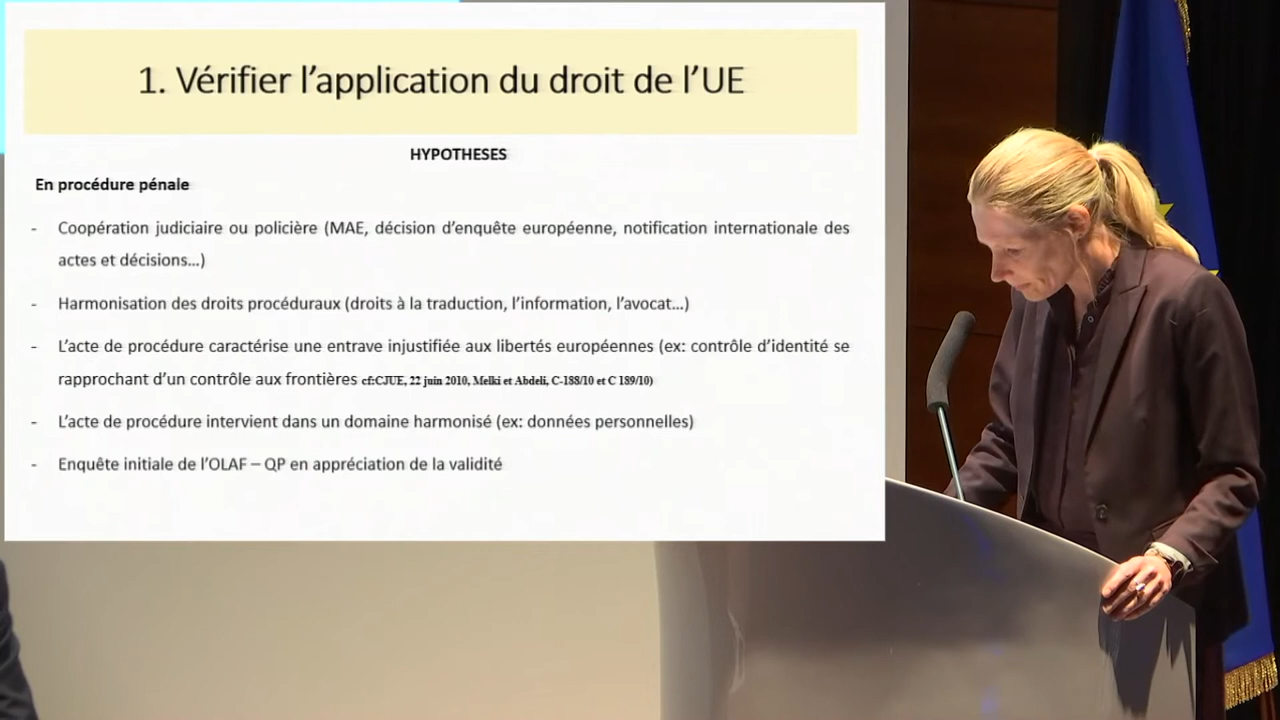 1. Vérifier l’application du droit de l’UE
HYPOTHESES
En procédure pénale
- Coopération judiciaire ou policière (MAE, décision d’enquête européenne, notification internationale des
actes et décisions…)
- Harmonisation des droits procéduraux (droits à la traduction, l’information, l’avocat…)
- L’acte de procédure caractérise une entrave injustifiée aux libertés européennes (ex: contrôle d’identité se
rapprochant d’un contrôle aux frontières cf:CJUE, 22 juin 2010, Melki et Abdeli, C-188/10 et C 189/10)
- L’acte de procédure intervient dans un domaine harmonisé (ex: données personnelles)
- Enquête initiale de l’OLAF – QP en appréciation de la validité